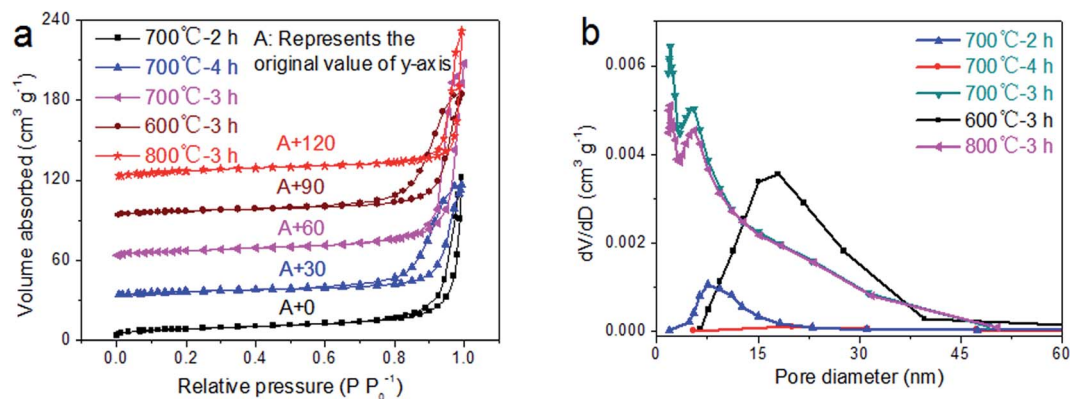 a
240
180
120
60
0
Volume absorbed (cm³ g⁻¹)
700℃-2 h
700℃-4 h
700℃-3 h
600℃-3 h
800℃-3 h
A: Represents the
original value of y-axis
A+120
A+90
A+60
A+30
A+0
0.0 0.2 0.4 0.6 0.8 1.0
Relative pressure (P P₀⁻¹)
b
0.006
0.004
0.002
0.000
dV/dD (cm³ g⁻¹)
700℃-2 h
700℃-4 h
700℃-3 h
600℃-3 h
800℃-3 h
0 15 30 45 60
Pore diameter (nm)